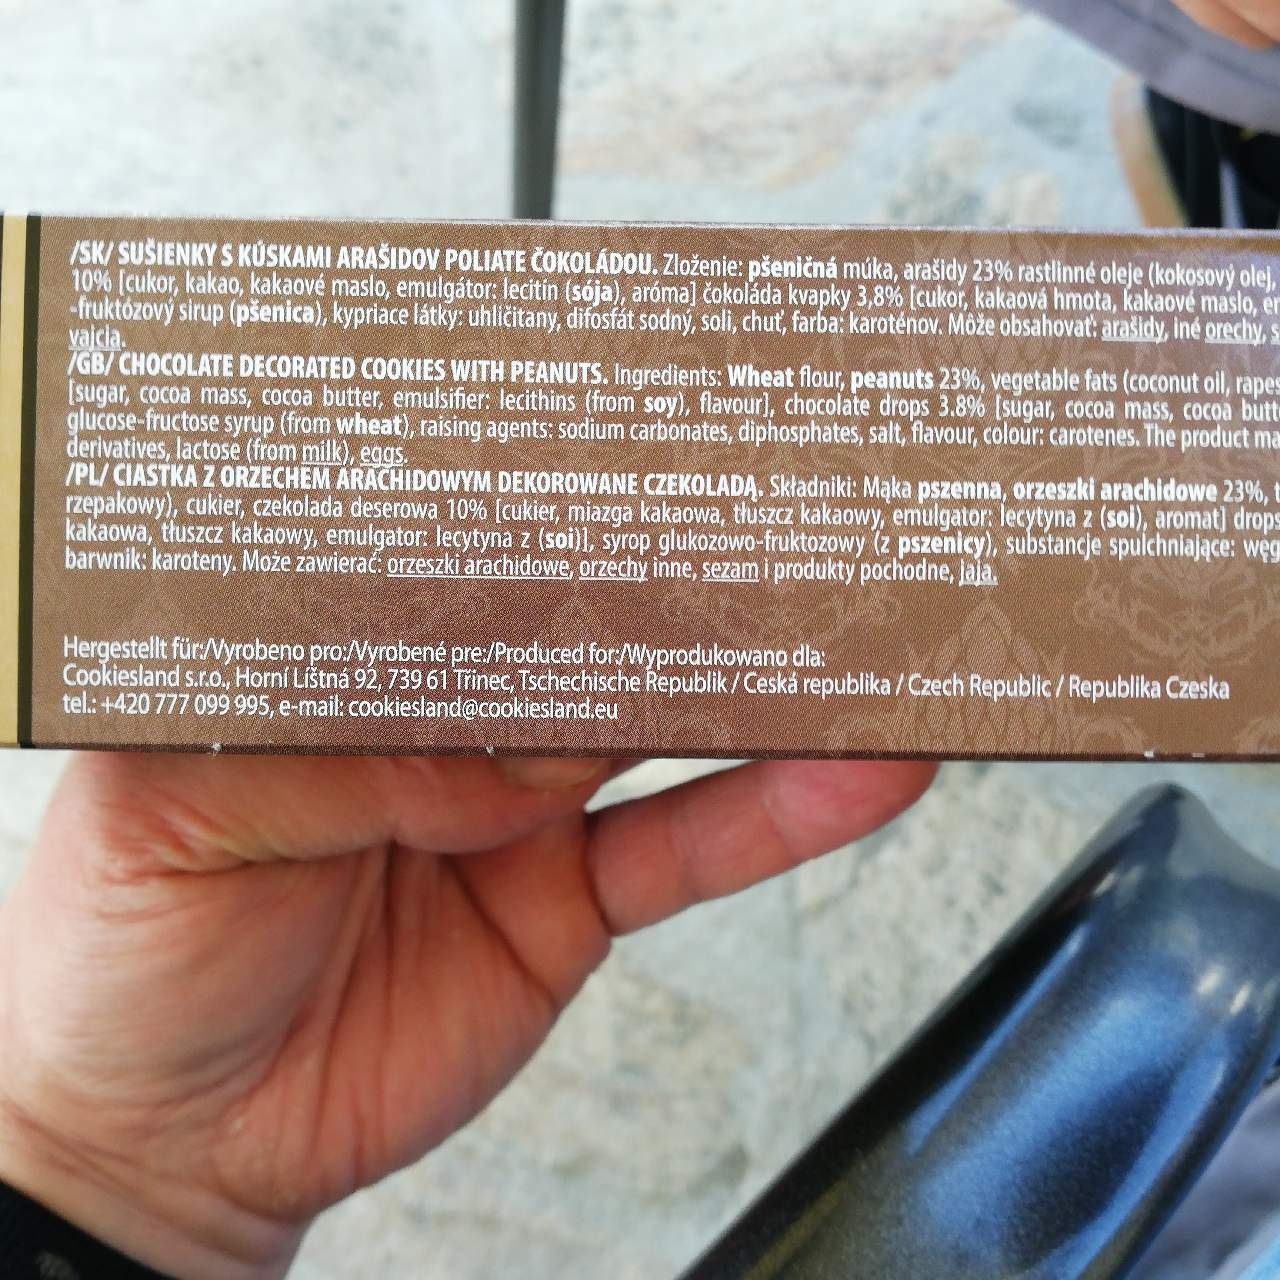 /SK/ SUŠIENKY S KÚSKAMI ARAŠIDOV POLIATE ČOKOLÁDOU. Zloženie: pšeničná múka, arašidy 23% rastlinné oleje (kokosový olej,
10% [cukor, kakao, kakaové maslo, emulgátor: lecitín (sója), aróma] čokoláda kvapky 3,8% [cukor, kakaová hmota, kakaové maslo,
-fruktózový sirup (pšenica), kypriace látky: uhličitany, difosfát sodný, soli, chuť, farba: karoténov. Môže obsahovať: arašidy, iné orechy,
vajcia.
/GB/ CHOCOLATE DECORATED COOKIES WITH PEANUTS. Ingredients: Wheat flour, peanuts 23%, vegetable fats (coconut oil,
[sugar, cocoa mass, cocoa butter, emulsifier: lecithins (from soy), flavour], chocolate drops 3.8% [sugar, cocoa mass, cocoa
glucose-fructose syrup (from wheat), raising agents: sodium carbonates, diphosphates, salt, flavour, colour: carotenes. The product
derivatives, lactose (from milk), eggs.
/PL/ CIASTKA Z ORZECHEM ARACHIDOWYM DEKOROWANE CZEKOLADĄ. Składniki: Mąka pszenna, orzeszki arachidowe 23%,
rzepakowy), cukier, czekolada deserowa 10% [cukier, miazga kakaowa, tłuszcz kakaowy, emulgator: lecytyna z (soi), aromat]
kakaowa, tłuszcz kakaowy, emulgator: lecytyna z (soi)], syrop glukozowo-fruktozowy (z pszenicy), substancje spulchniające:
barwnik: karoteny. Może zawierać: orzeszki arachidowe, orzechy inne, sezam i produkty pochodne, jaja.
Hergestellt für:/Vyrobeno pro:/Vyrobené pre:/Produced for:/Wyprodukowano dla:
Cookiesland s.r.o., Horní Líštná 92, 739 61 Třinec, Tschechische Republik / Česká republika / Czech Republic / Republika Czeska
tel.: +420 777 099 995, e-mail: cookiesland@cookiesland.eu